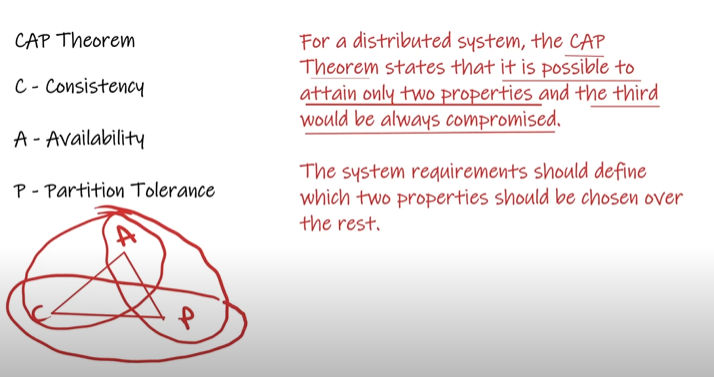 CAP Theorem
C - Consistency
A - Availability
P - Partition Tolerance
A
C
P
For a distributed system, the CAP
Theorem states that it is possible to
attain only two properties and the third
would be always compromised.
The system requirements should define
which two properties should be chosen over
the rest.